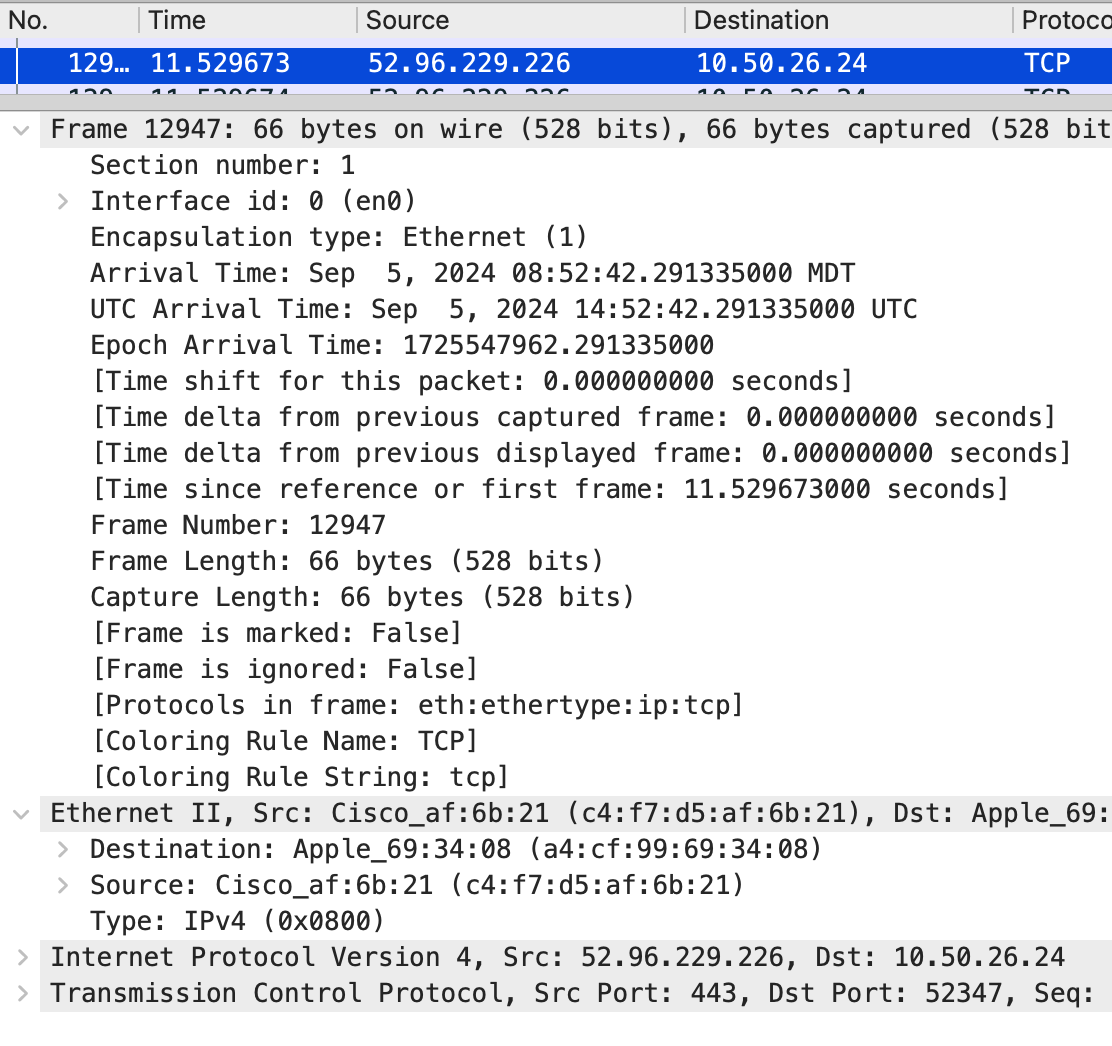 No. Time Source Destination Protoco
129… 11.529673 52.96.229.226 10.50.26.24 TCP
Frame 12947: 66 bytes on wire (528 bits), 66 bytes captured (528 bit
Section number: 1
Interface id: 0 (en0)
Encapsulation type: Ethernet (1)
Arrival Time: Sep  5, 2024 08:52:42.291335000 MDT
UTC Arrival Time: Sep  5, 2024 14:52:42.291335000 UTC
Epoch Arrival Time: 1725547962.291335000
[Time shift for this packet: 0.000000000 seconds]
[Time delta from previous captured frame: 0.000000000 seconds]
[Time delta from previous displayed frame: 0.000000000 seconds]
[Time since reference or first frame: 11.529673000 seconds]
Frame Number: 12947
Frame Length: 66 bytes (528 bits)
Capture Length: 66 bytes (528 bits)
[Frame is marked: False]
[Frame is ignored: False]
[Protocols in frame: eth:ethertype:ip:tcp]
[Coloring Rule Name: TCP]
[Coloring Rule String: tcp]
Ethernet II, Src: Cisco_af:6b:21 (c4:f7:d5:af:6b:21), Dst: Apple_69:
Destination: Apple_69:34:08 (a4:cf:99:69:34:08)
Source: Cisco_af:6b:21 (c4:f7:d5:af:6b:21)
Type: IPv4 (0x0800)
Internet Protocol Version 4, Src: 52.96.229.226, Dst: 10.50.26.24
Transmission Control Protocol, Src Port: 443, Dst Port: 52347, Seq: